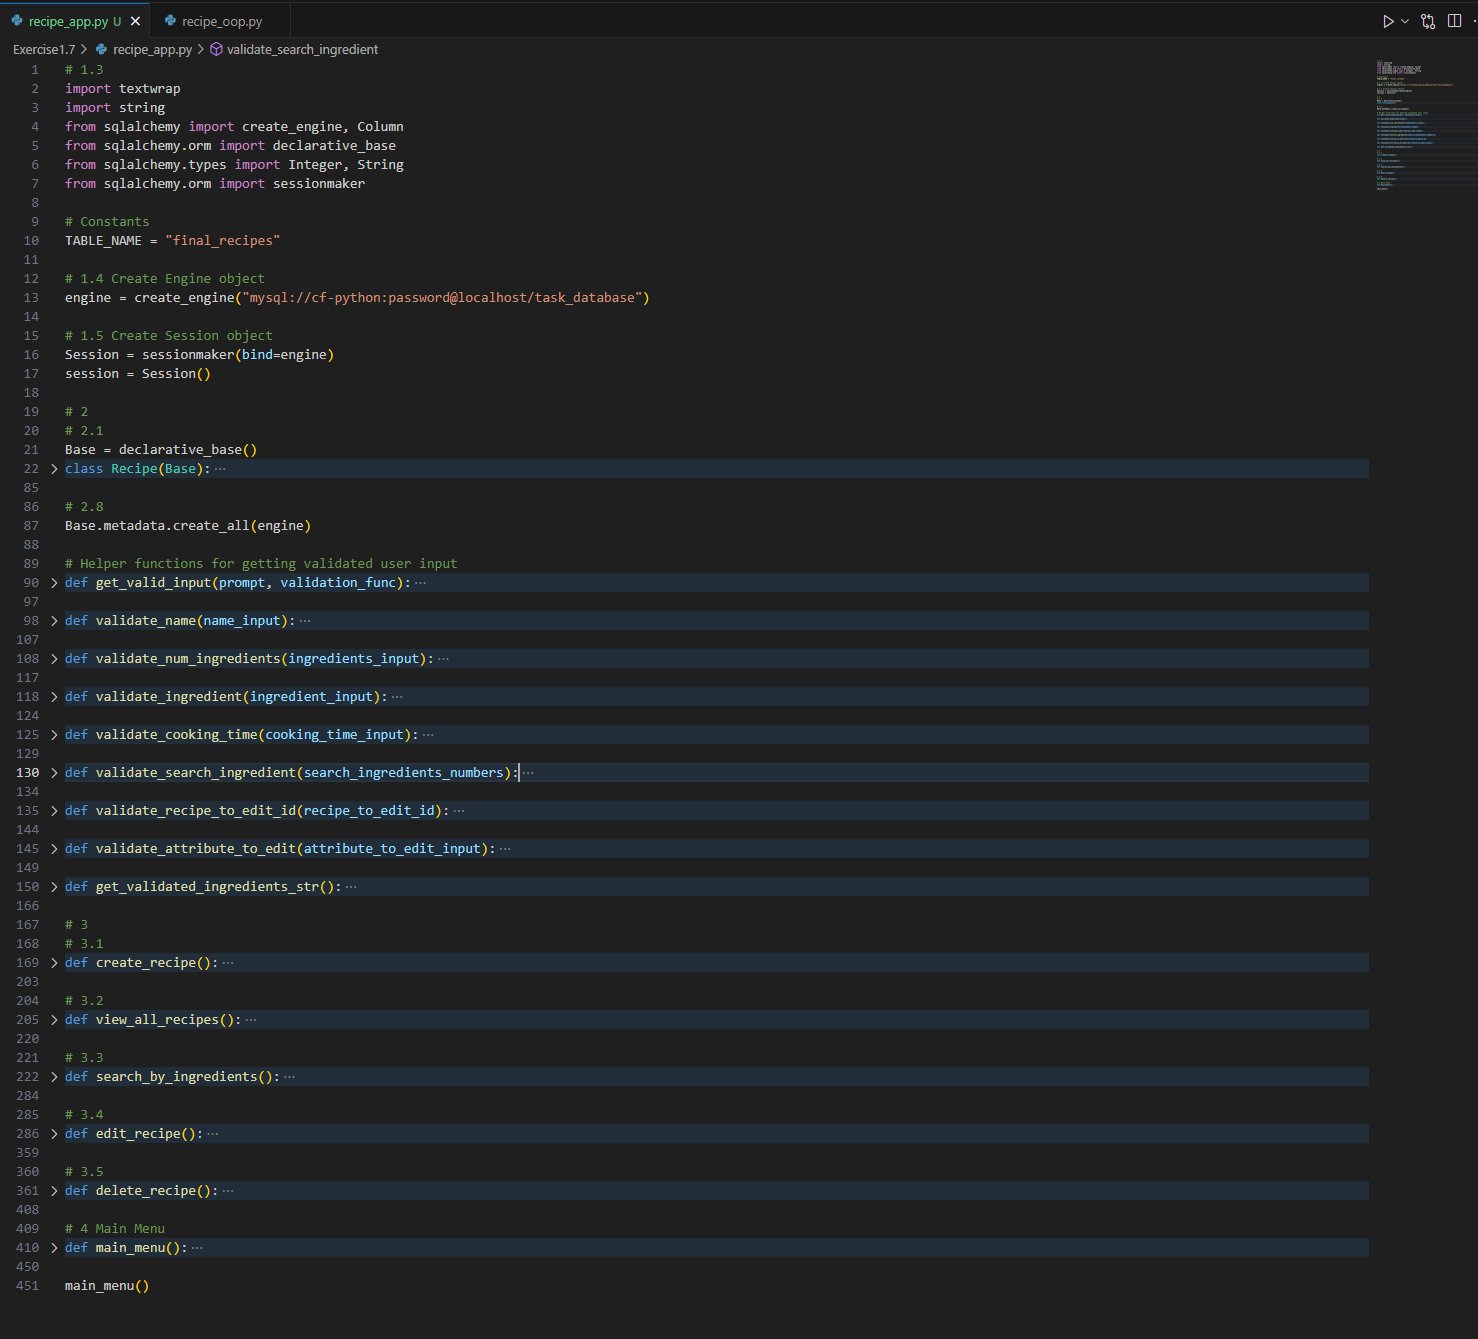 recipe_app.py U
recipe_oop.py
Exercise1.7 > recipe_app.py > validate_search_ingredient
1 # 1.3
2 import textwrap
3 import string
4 from sqlalchemy import create_engine, Column
5 from sqlalchemy.orm import declarative_base
6 from sqlalchemy.types import Integer, String
7 from sqlalchemy.orm import sessionmaker
8
9 # Constants
10 TABLE_NAME = "final_recipes"
11
12 # 1.4 Create Engine object
13 engine = create_engine("mysql://cf-python:password@localhost/task_database")
14
15 # 1.5 Create Session object
16 Session = sessionmaker(bind=engine)
17 session = Session()
18
19 # 2
20 # 2.1
21 Base = declarative_base()
22 > class Recipe(Base): ···
85
86 # 2.8
87 Base.metadata.create_all(engine)
88
89 # Helper functions for getting validated user input
90 > def get_valid_input(prompt, validation_func): ···
97
98 > def validate_name(name_input): ···
107
108 > def validate_num_ingredients(ingredients_input): ···
117
118 > def validate_ingredient(ingredient_input): ···
124
125 > def validate_cooking_time(cooking_time_input): ···
129
130 > def validate_search_ingredient(search_ingredients_numbers): ···
134
135 > def validate_recipe_to_edit_id(recipe_to_edit_id): ···
144
145 > def validate_attribute_to_edit(attribute_to_edit_input): ···
149
150 > def get_validated_ingredients_str(): ···
166
167 # 3
168 # 3.1
169 > def create_recipe(): ···
203
204 # 3.2
205 > def view_all_recipes(): ···
220
221 # 3.3
222 > def search_by_ingredients(): ···
284
285 # 3.4
286 > def edit_recipe(): ···
359
360 # 3.5
361 > def delete_recipe(): ···
408
409 # 4 Main Menu
410 > def main_menu(): ···
450
451 main_menu()